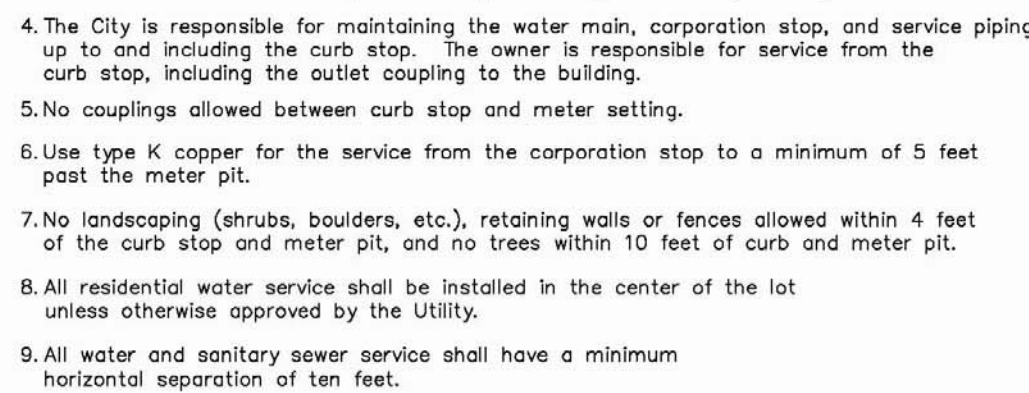 4. The City is responsible for maintaining the water main, corporation stop, and service piping
up to and including the curb stop. The owner is responsible for service from the
curb stop, including the outlet coupling to the building.
5. No couplings allowed between curb stop and meter setting.
6. Use type K copper for the service from the corporation stop to a minimum of 5 feet
past the meter pit.
7. No landscaping (shrubs, boulders, etc.), retaining walls or fences allowed within 4 feet
of the curb stop and meter pit, and no trees within 10 feet of curb and meter pit.
8. All residential water service shall be installed in the center of the lot
unless otherwise approved by the Utility.
9. All water and sanitary sewer service shall have a minimum
horizontal separation of ten feet.